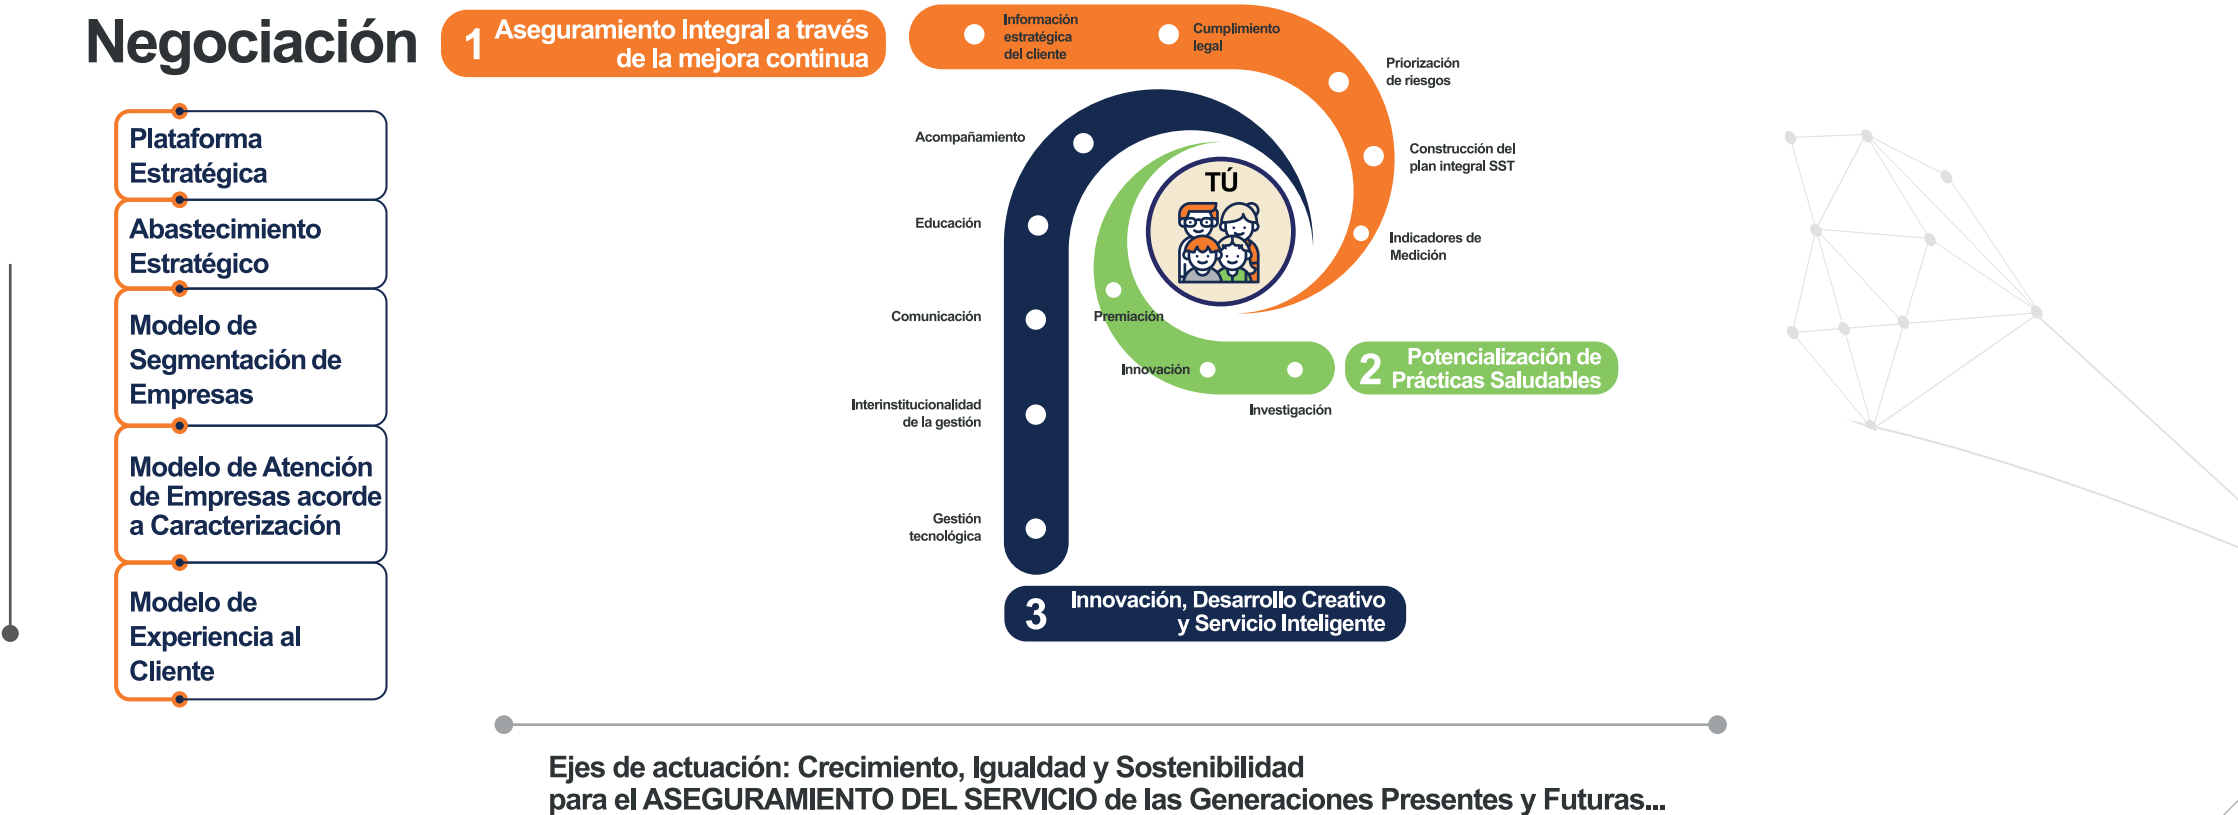 Negociación
Plataforma
Estratégica
Abastecimiento
Estratégico
Modelo de
Segmentación de
Empresas
Modelo de Atención
de Empresas acorde
a Caracterización
Modelo de
Experiencia al
Cliente
1
Aseguramiento Integral a través
de la mejora continua
Información
estratégica
del cliente
Cumplimiento
legal
Priorización
de riesgos
Construcción del
plan integral SST
Indicadores de
Medición
TÚ
Acompañamiento
Educación
Comunicación
Interinstitucionalidad
de la gestión
Gestión
tecnológica
Premiación
Innovación
Investigación
2
Potencialización de
Prácticas Saludables
3
Innovación, Desarrollo Creativo
y Servicio Inteligente
Ejes de actuación: Crecimiento, Igualdad y Sostenibilidad
para el ASEGURAMIENTO DEL SERVICIO de las Generaciones Presentes y Futuras...